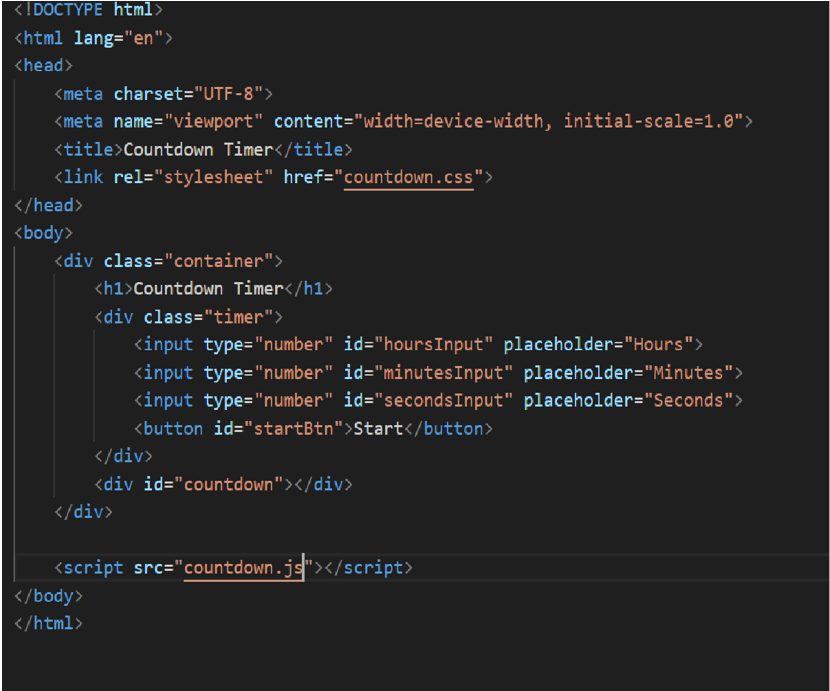 <!DOCTYPE html>
<html lang="en">
<head>
    <meta charset="UTF-8">
    <meta name="viewport" content="width=device-width, initial-scale=1.0">
    <title>Countdown Timer</title>
    <link rel="stylesheet" href="countdown.css">
</head>
<body>
    <div class="container">
        <h1>Countdown Timer</h1>
        <div class="timer">
            <input type="number" id="hoursInput" placeholder="Hours">
            <input type="number" id="minutesInput" placeholder="Minutes">
            <input type="number" id="secondsInput" placeholder="Seconds">
            <button id="startBtn">Start</button>
        </div>
        <div id="countdown"></div>
    </div>

    <script src="countdown.js"></script>
</body>
</html>